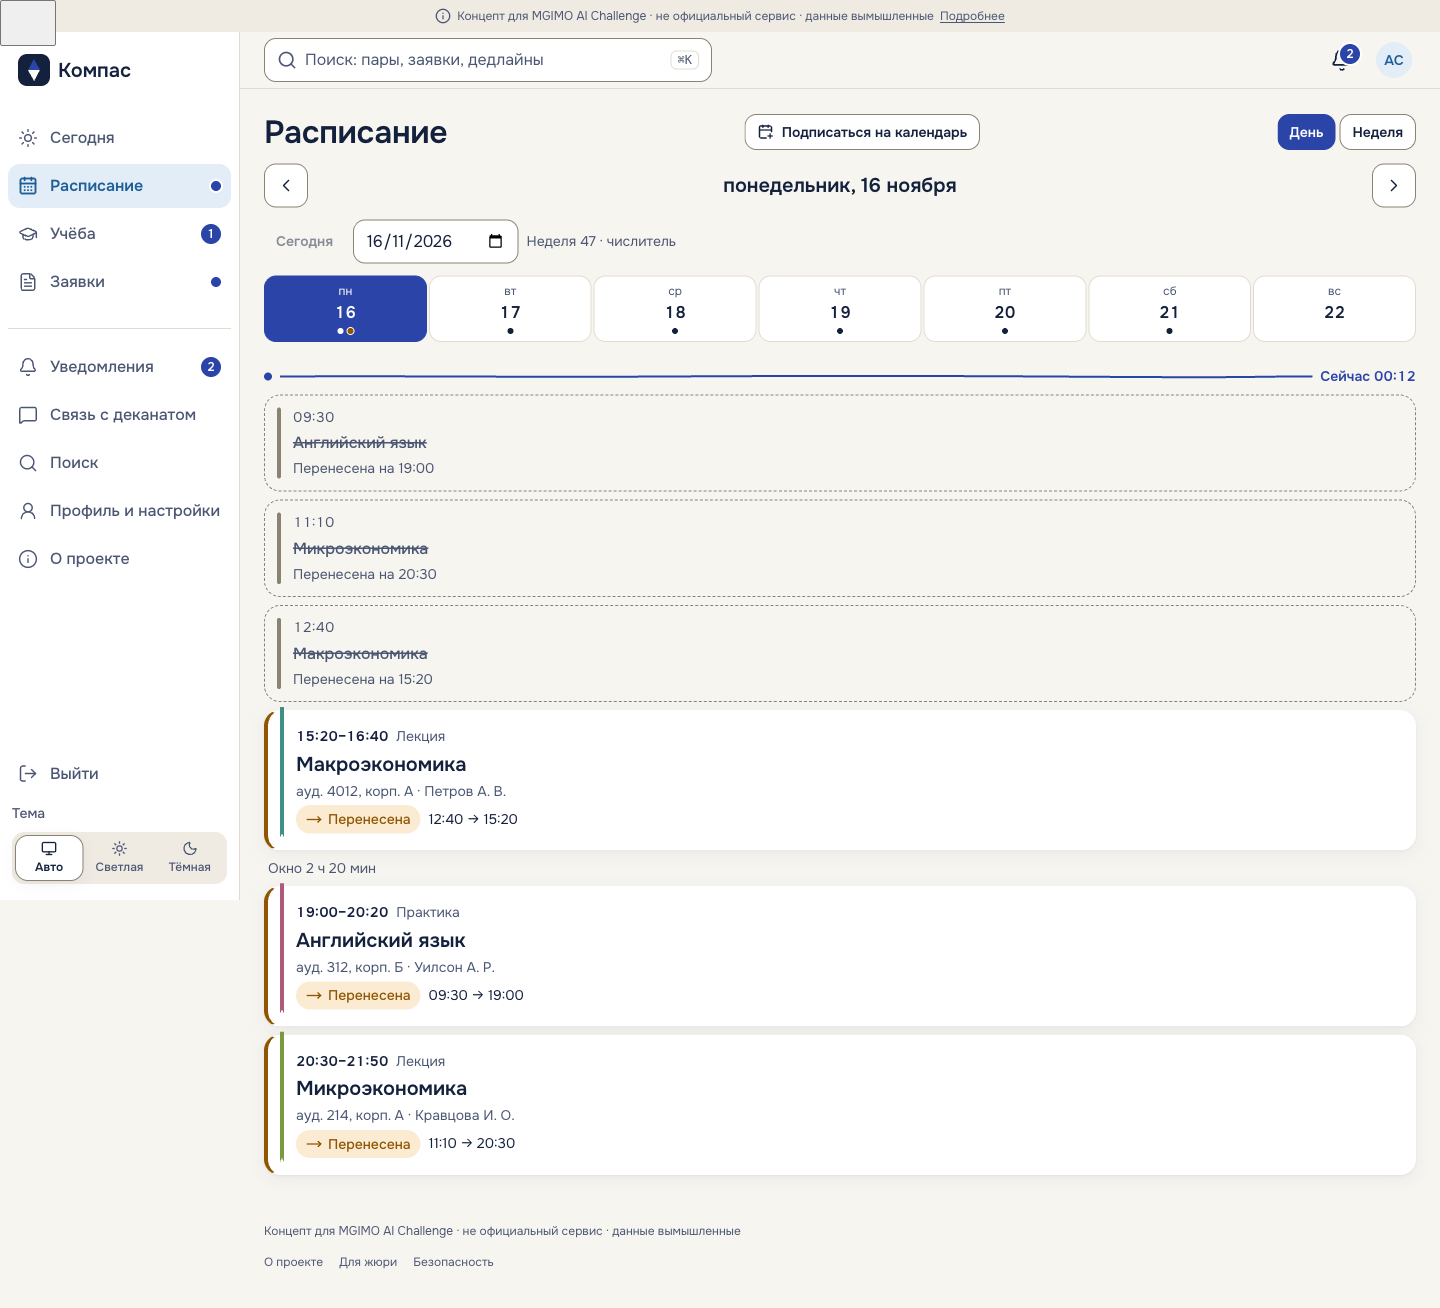 Концепт для MGIMO AI Challenge · не официальный сервис · данные вымышленные Подробнее
Компас
Поиск: пары, заявки, дедлайны ⌘K
2
АС
Сегодня
Расписание
Учёба 1
Заявки
Уведомления 2
Связь с деканатом
Поиск
Профиль и настройки
О проекте
Выйти
Тема
Авто Светлая Тёмная
Расписание
Подписаться на календарь
День Неделя
понедельник, 16 ноября
Сегодня 16/11/2026 Неделя 47 · числитель
пн вт ср чт пт сб вс
16 17 18 19 20 21 22
Сейчас 00:12
09:30
Английский язык
Перенесена на 19:00
11:10
Микроэкономика
Перенесена на 20:30
12:40
Макроэкономика
Перенесена на 15:20
15:20–16:40 Лекция
Макроэкономика
ауд. 4012, корп. А · Петров А. В.
→ Перенесена 12:40 → 15:20
Окно 2 ч 20 мин
19:00–20:20 Практика
Английский язык
ауд. 312, корп. Б · Уилсон А. Р.
→ Перенесена 09:30 → 19:00
20:30–21:50 Лекция
Микроэкономика
ауд. 214, корп. А · Кравцова И. О.
→ Перенесена 11:10 → 20:30
Концепт для MGIMO AI Challenge · не официальный сервис · данные вымышленные
О проекте Для жюри Безопасность